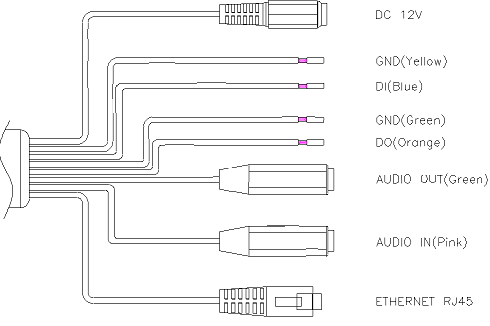 DC 12V
GND(Yellow)
DI(Blue)
GND(Green)
DO(Orange)
AUDIO OUT(Green)
AUDIO IN(Pink)
ETHERNET RJ45